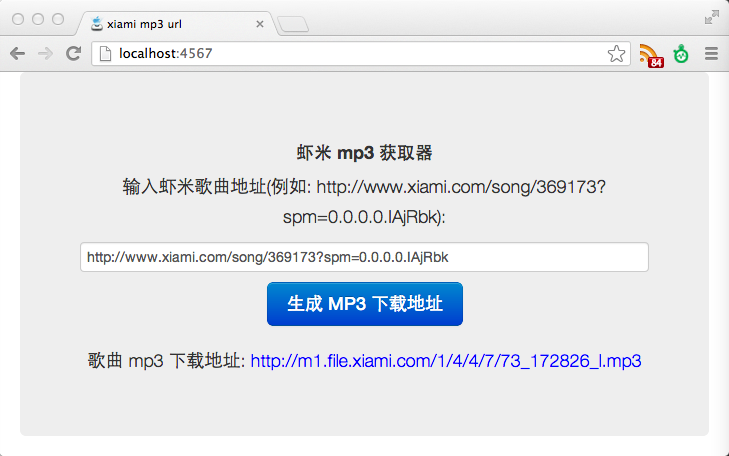 xiami mp3 url
localhost:4567
84
虾米 mp3 获取器
输入虾米歌曲地址(例如: http://www.xiami.com/song/369173?
spm=0.0.0.0.IAjRbk):
http://www.xiami.com/song/369173?spm=0.0.0.0.IAjRbk
生成 MP3 下载地址
歌曲 mp3 下载地址: http://m1.file.xiami.com/1/4/4/7/73_172826_l.mp3